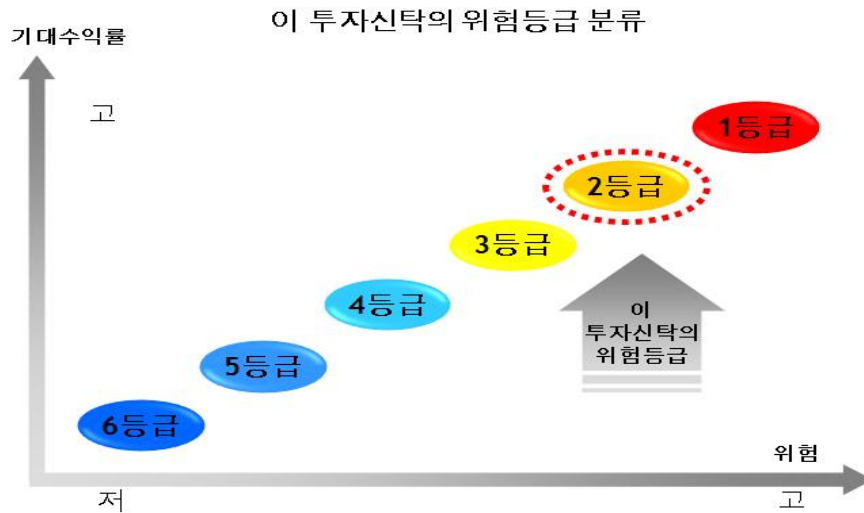 이 투자신탁의 위험등급 분류
기대수익률
고
1등급
2등급
3등급
4등급
5등급
6등급
이
투자신탁의
위험등급
위험
저
고